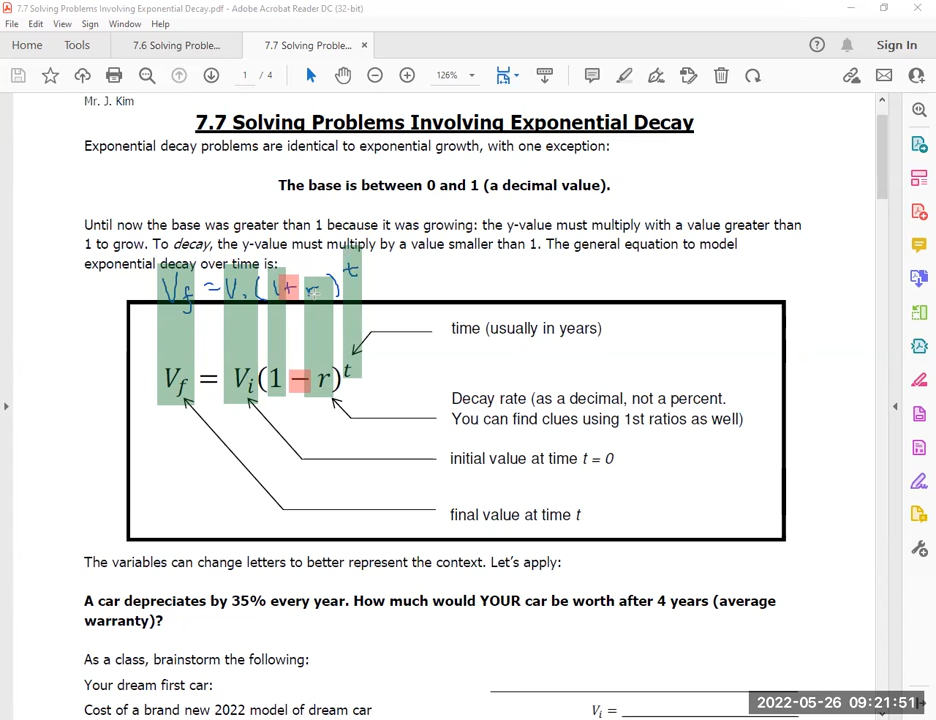 7.7 Solving Problems Involving Exponential Decay.pdf - Adobe Acrobat Reader DC (32-bit)
File Edit View Sign Window Help
Home Tools 7.6 Solving Proble... 7.7 Solving Proble... × Sign In
1 / 4 126%
Mr. J. Kim
7.7 Solving Problems Involving Exponential Decay
Exponential decay problems are identical to exponential growth, with one exception:
The base is between 0 and 1 (a decimal value).
Until now the base was greater than 1 because it was growing: the y-value must multiply with a value greater than
1 to grow. To decay, the y-value must multiply by a value smaller than 1. The general equation to model
exponential decay over time is:
Vf = Vi (1 + r)^t
time (usually in years)
Vf = Vi(1 − r)^t
Decay rate (as a decimal, not a percent.
You can find clues using 1st ratios as well)
initial value at time t = 0
final value at time t
The variables can change letters to better represent the context. Let's apply:
A car depreciates by 35% every year. How much would YOUR car be worth after 4 years (average
warranty)?
As a class, brainstorm the following:
Your dream first car:
Cost of a brand new 2022 model of dream car Vi =
2022-05-26 09:21:51